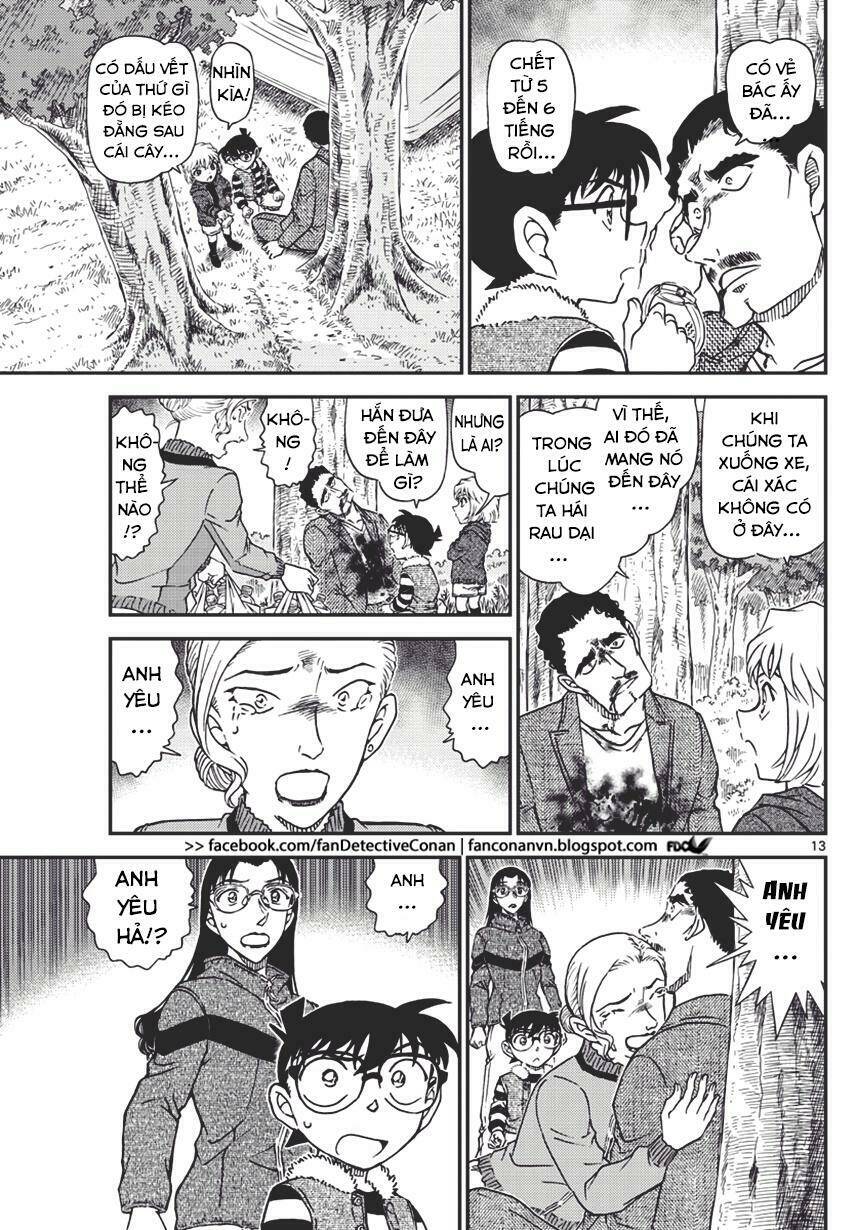 CÓ VẺ
BÁC ẤY
ĐÃ...
...
CHẾT
TỪ 5
ĐẾN 6
TIẾNG
RỒI...
NHÌN
KÌA!
CÓ DẤU VẾT
CỦA THỨ GÌ
ĐÓ BỊ KÉO
ĐẰNG SAU
CÁI CÂY...
KHI
CHÚNG TA
XUỐNG XE,
CÁI XÁC
KHÔNG CÓ
Ở ĐÂY...
VÌ THẾ,
AI ĐÓ ĐÃ
MANG NÓ
ĐẾN ĐÂY
...
TRONG
LÚC
CHÚNG
TA HÁI
RAU DẠI
...
NHƯNG
LÀ AI?
HẮN ĐƯA
ĐẾN ĐÂY
ĐỂ LÀM
GÌ?
KHÔ-
NG
!
KHÔ-
NG
THỂ
NÀO
!?
ANH
YÊU
...
ANH
YÊU
...
>> facebook.com/fanDetectiveConan | fanconanvn.blogspot.com FDC
13
ANH
YÊU
...
ANH
...
ANH
YÊU
HẢ!?